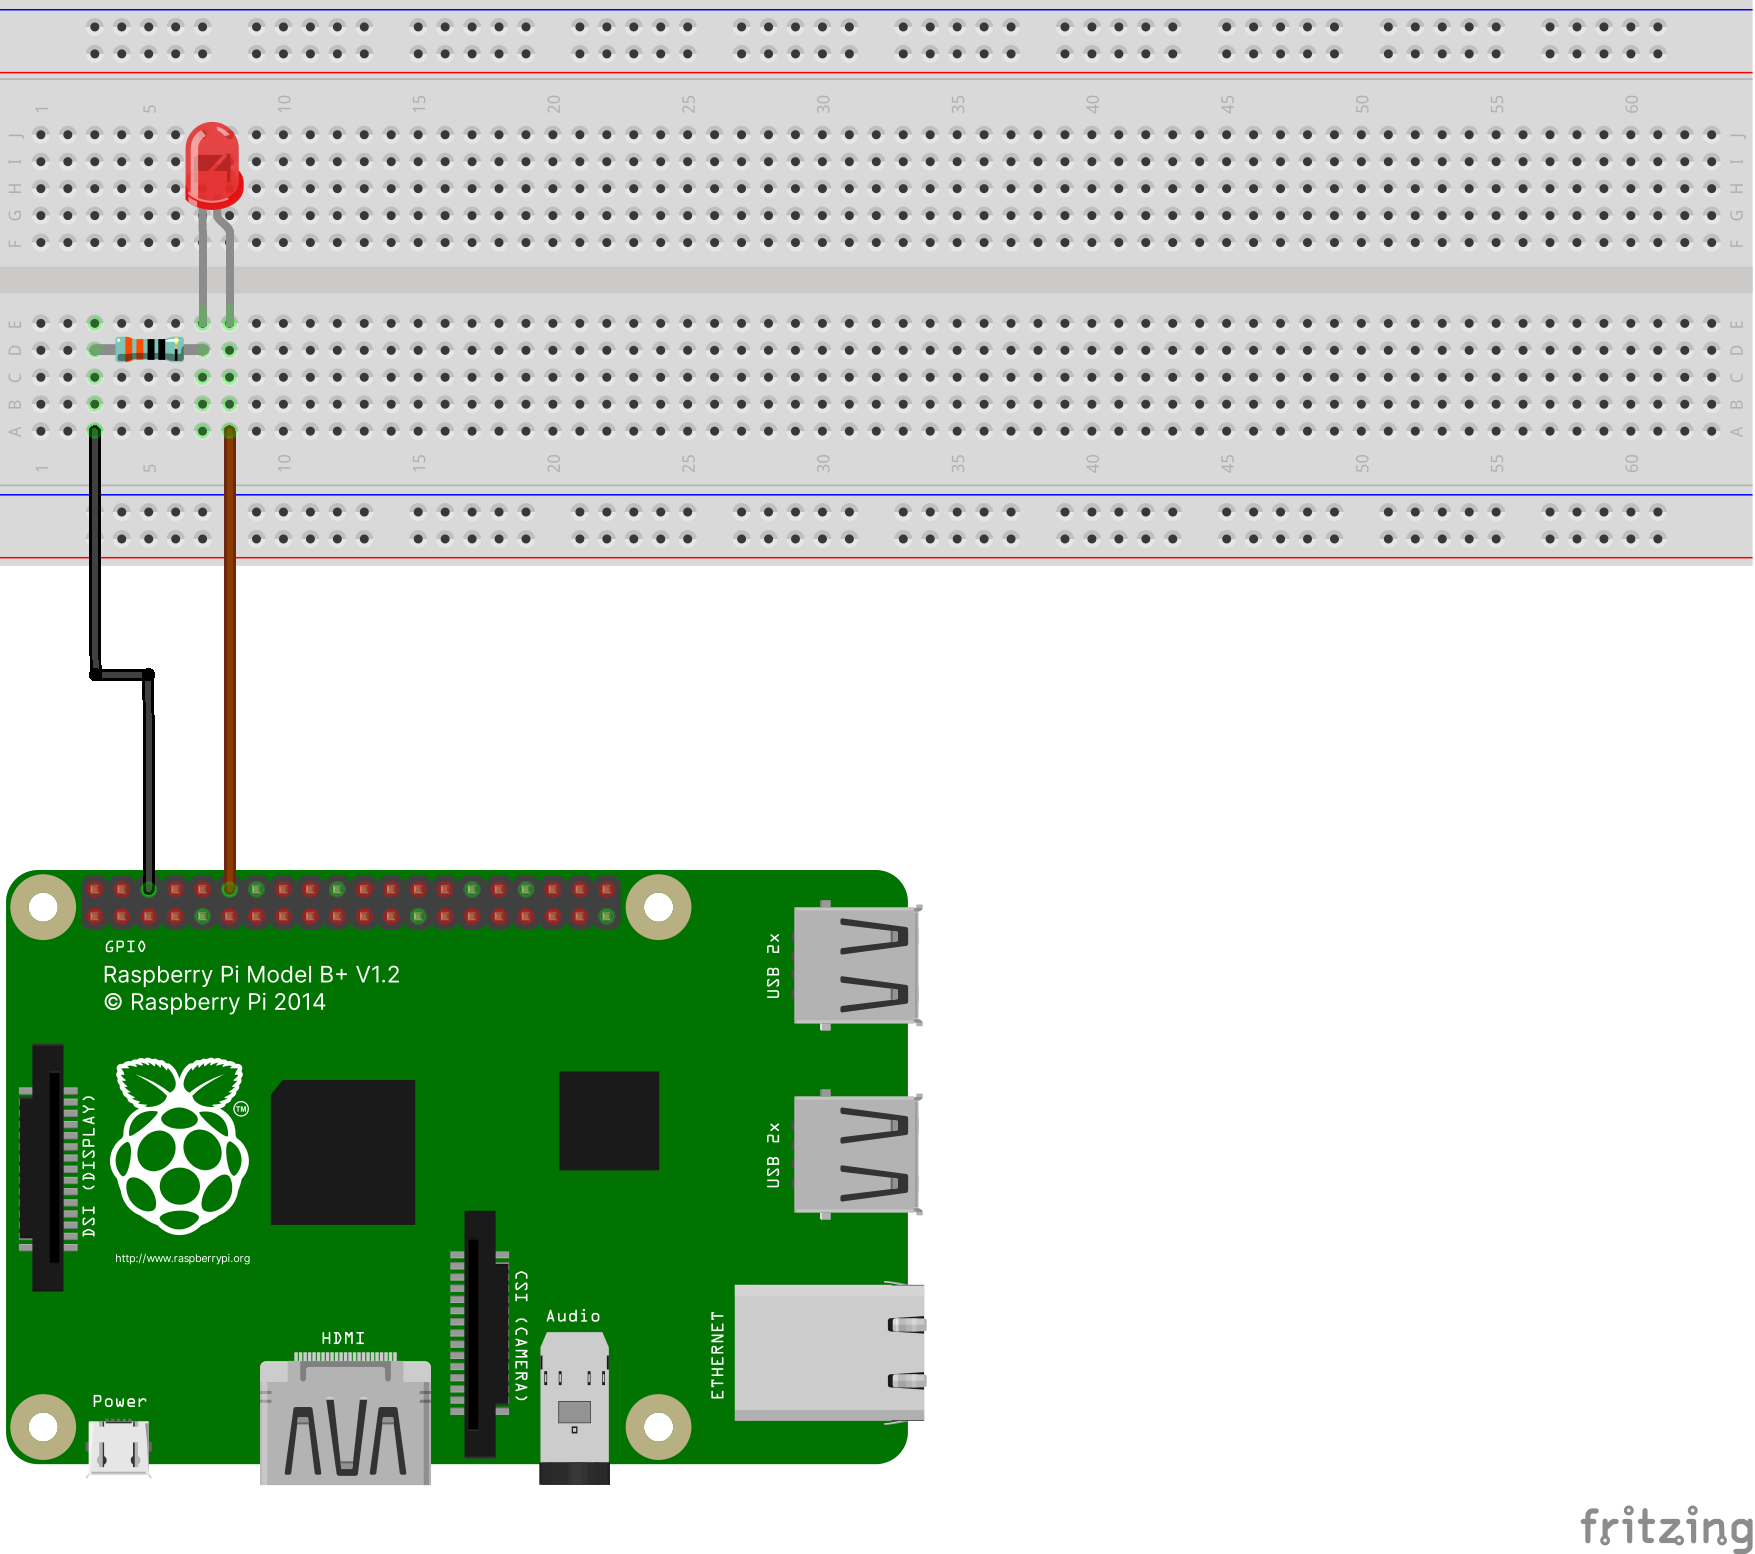 1 5 10 15 20 25 30 35 40 45 50 55 60
J J
I I
H H
G G
F F
E E
D D
C C
B B
A A
1 5 10 15 20 25 30 35 40 45 50 55 60
GPIO
Raspberry Pi Model B+ V1.2
© Raspberry Pi 2014
USB 2x
DSI (DISPLAY)
TM
USB 2x
http://www.raspberrypi.org
CSI (CAMERA)
Audio
ETHERNET
HDMI
Power
fritzing